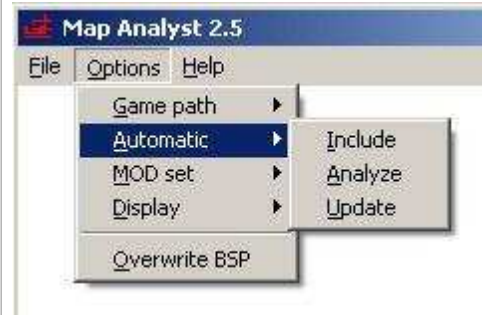 Map Analyst 2.5
File Options Help
Game path
Automatic
MOD set
Display
Overwrite BSP
Include
Analyze
Update